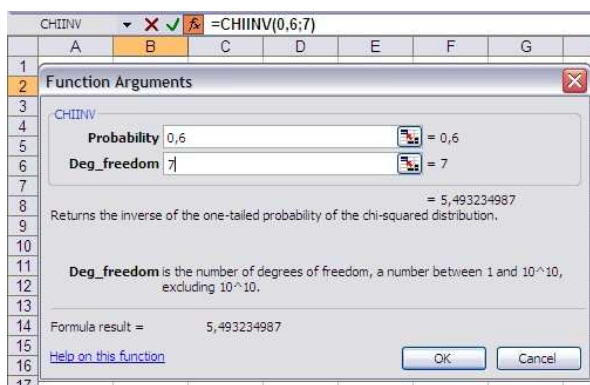 CHIINV =CHIINV(0,6;7)
A B C D E F G
1
2
3
4
5
6
7
8
9
10
11
12
13
14
15
16
17
Function Arguments
CHIINV
Probability 0,6 = 0,6
Deg_freedom 7 = 7
= 5,493234987
Returns the inverse of the one-tailed probability of the chi-squared distribution.
Deg_freedom is the number of degrees of freedom, a number between 1 and 10^10,
excluding 10^10.
Formula result = 5,493234987
Help on this function OK Cancel